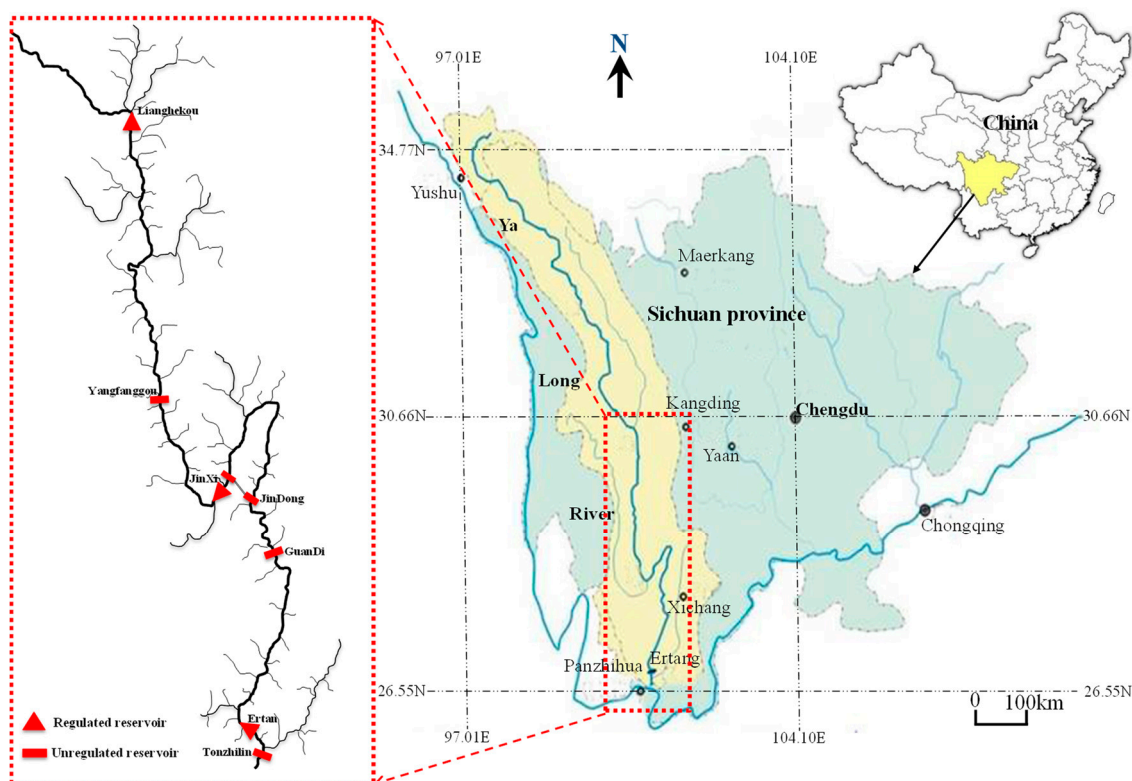 Lianghekou
Yangfanggou
JinXi
JinDong
GuanDi
Ertan
Tonzhilin
Regulated reservoir
Unregulated reservoir
N
97.01E
104.10E
34.77N
Yushu
Ya
Maerkang
Sichuan province
Long
Kangding
Chengdu
30.66N
30.66N
Yaan
River
Chongqing
Xichang
Panzhihua
Ertang
26.55N
26.55N
0
100km
97.01E
104.10E
China